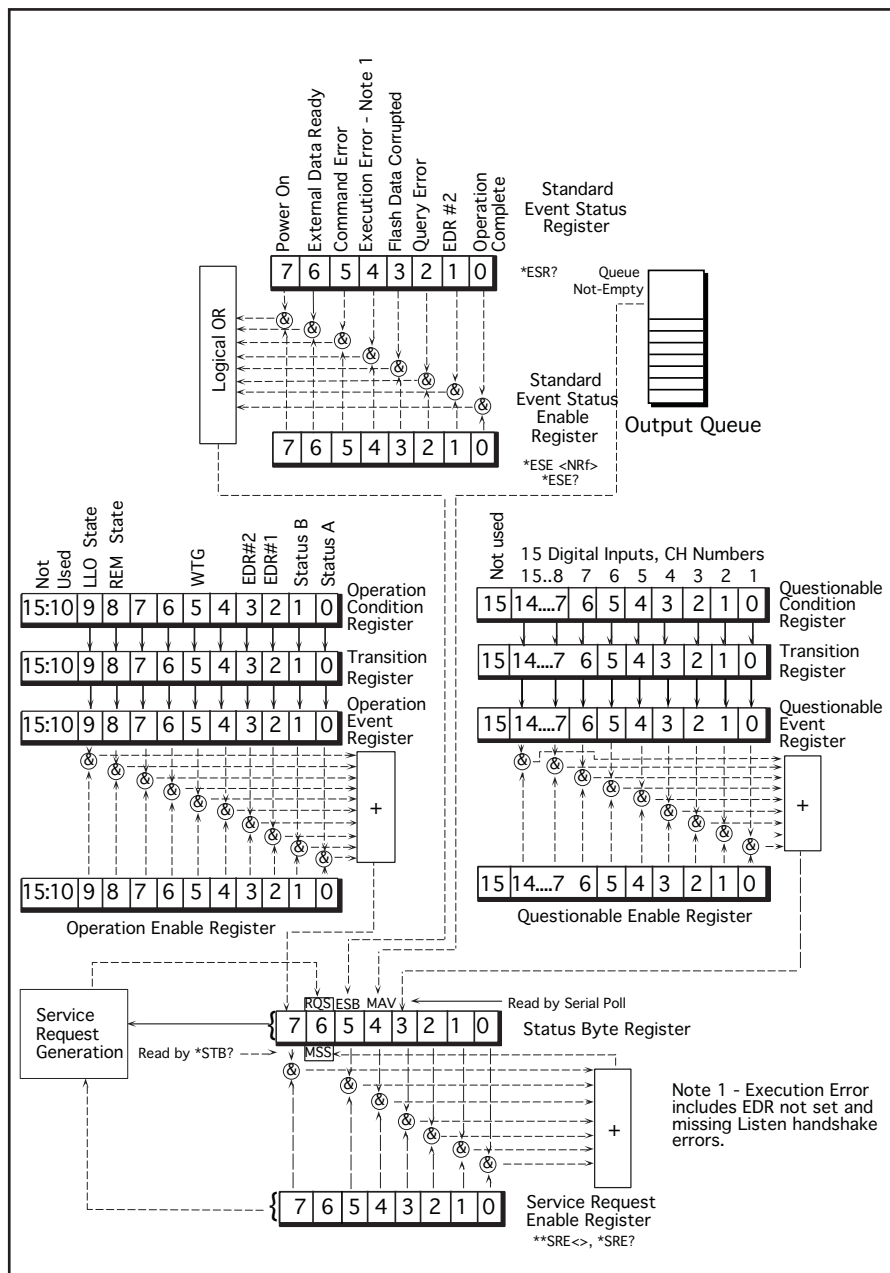 Power On
External Data Ready
Command Error
Execution Error - Note 1
Flash Data Corrupted
Query Error
EDR #2
Operation
Complete
Standard
Event Status
Register
7 6 5 4 3 2 1 0
*ESR?
Queue
Not-Empty
Logical OR
& & & & & & & &
Standard
Event Status
Enable
Register
Output Queue
7 6 5 4 3 2 1 0
*ESE <NRf>
*ESE?
Not
Used
LLO State
REM State
WTG
EDR#2
EDR#1
Status B
Status A
15:10 9 8 7 6 5 4 3 2 1 0
Operation
Condition
Register
15:10 9 8 7 6 5 4 3 2 1 0
Transition
Register
15:10 9 8 7 6 5 4 3 2 1 0
Operation
Event
Register
& & & & & & & & & &
+
15:10 9 8 7 6 5 4 3 2 1 0
Operation Enable Register
Not used
15 Digital Inputs, CH Numbers
15..8 7 6 5 4 3 2 1
15 14....7 6 5 4 3 2 1 0
Questionable
Condition
Register
15 14....7 6 5 4 3 2 1 0
Transition
Register
15 14....7 6 5 4 3 2 1 0
Questionable
Event
Register
& & & & & & & & &
+
15 14....7 6 5 4 3 2 1 0
Questionable Enable Register
Service
Request
Generation
RQS ESB MAV
Read by Serial Poll
{ 7 6 5 4 3 2 1 0
Status Byte Register
Read by *STB?
MSS
& & & & & & &
+
Note 1 - Execution Error
includes EDR not set and
missing Listen handshake
errors.
{ 7 6 5 4 3 2 1 0
Service Request
Enable Register
**SRE<>, *SRE?